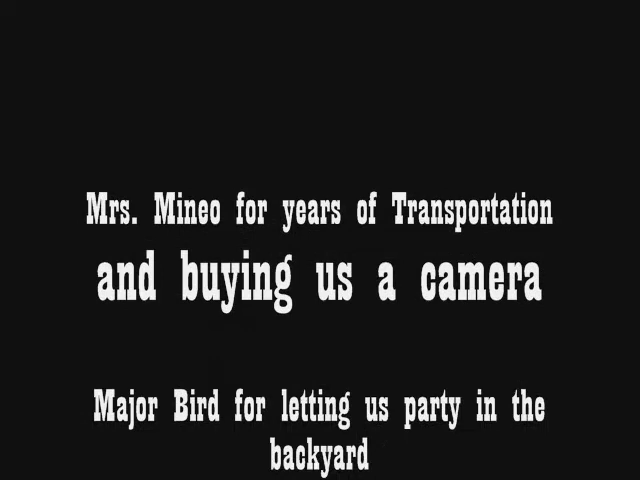 Mrs. Mineo for years of Transportation
and buying us a camera
Major Bird for letting us party in the
backyard